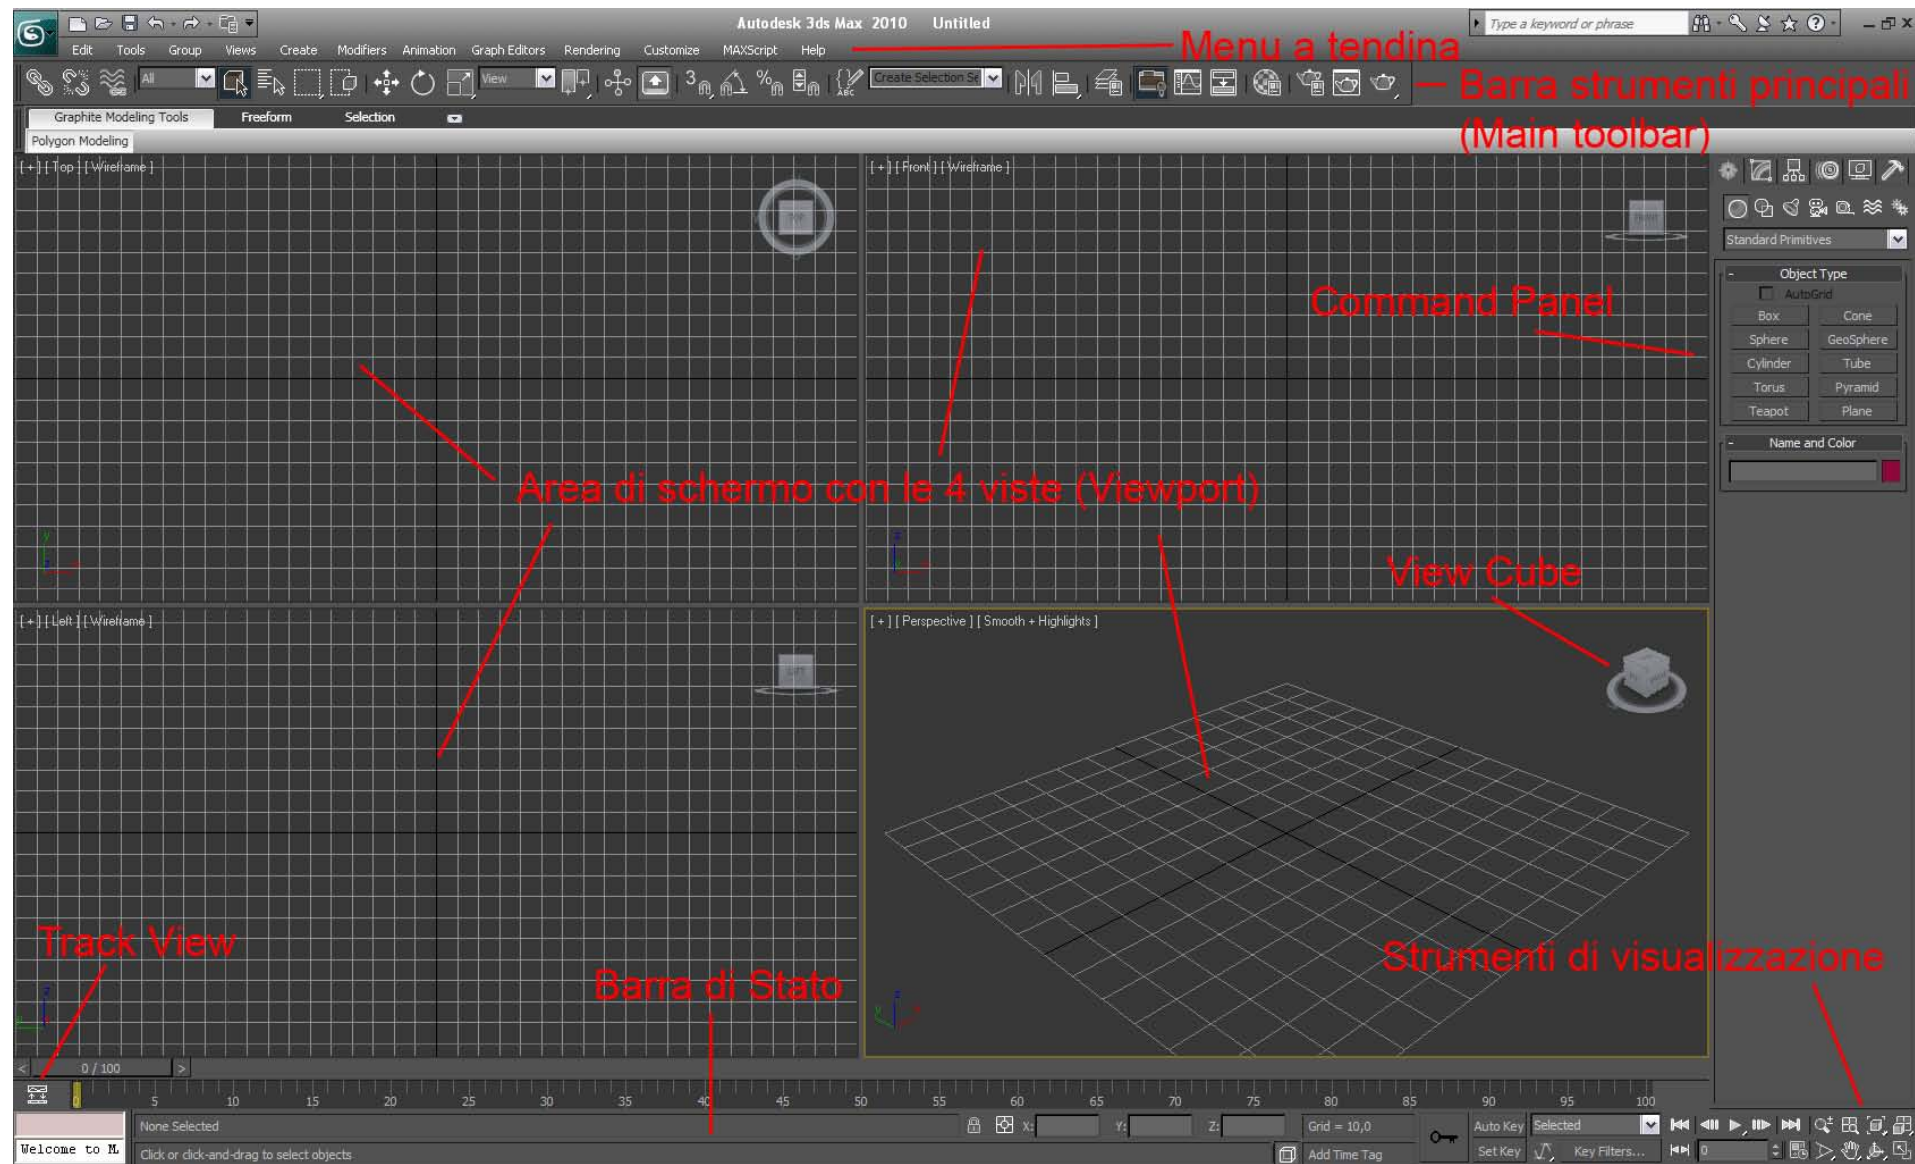 Autodesk 3ds Max 2010 Untitled
Type a keyword or phrase
Edit Tools Group Views Create Modifiers Animation Graph Editors Rendering Customize MAXScript Help
Menu a tendina
All
View
3
%
ABC
Create Selection Se
Barra strumenti principali
(Main toolbar)
Graphite Modeling Tools Freeform Selection
Polygon Modeling
[ + ] [ Top ] [ Wireframe ]
TOP
[ + ] [ Front ] [ Wireframe ]
FRONT
Standard Primitives
- Object Type
AutoGrid
Box Cone
Sphere GeoSphere
Cylinder Tube
Torus Pyramid
Teapot Plane
- Name and Color
Command Panel
Area di schermo con le 4 viste (Viewport)
y
z
x
z
View Cube
[ + ] [ Left ] [ Wireframe ]
LEFT
[ + ] [ Perspective ] [ Smooth + Highlights ]
Track View
Barra di Stato
Strumenti di visualizzazione
z
z
y
< 0 / 100 >
0 5 10 15 20 25 30 35 40 45 50 55 60 65 70 75 80 85 90 95 100
None Selected
X: Y: Z:
Grid = 10,0
Auto Key Selected
Welcome to M
Click or click-and-drag to select objects
Add Time Tag
Set Key Key Filters...
0